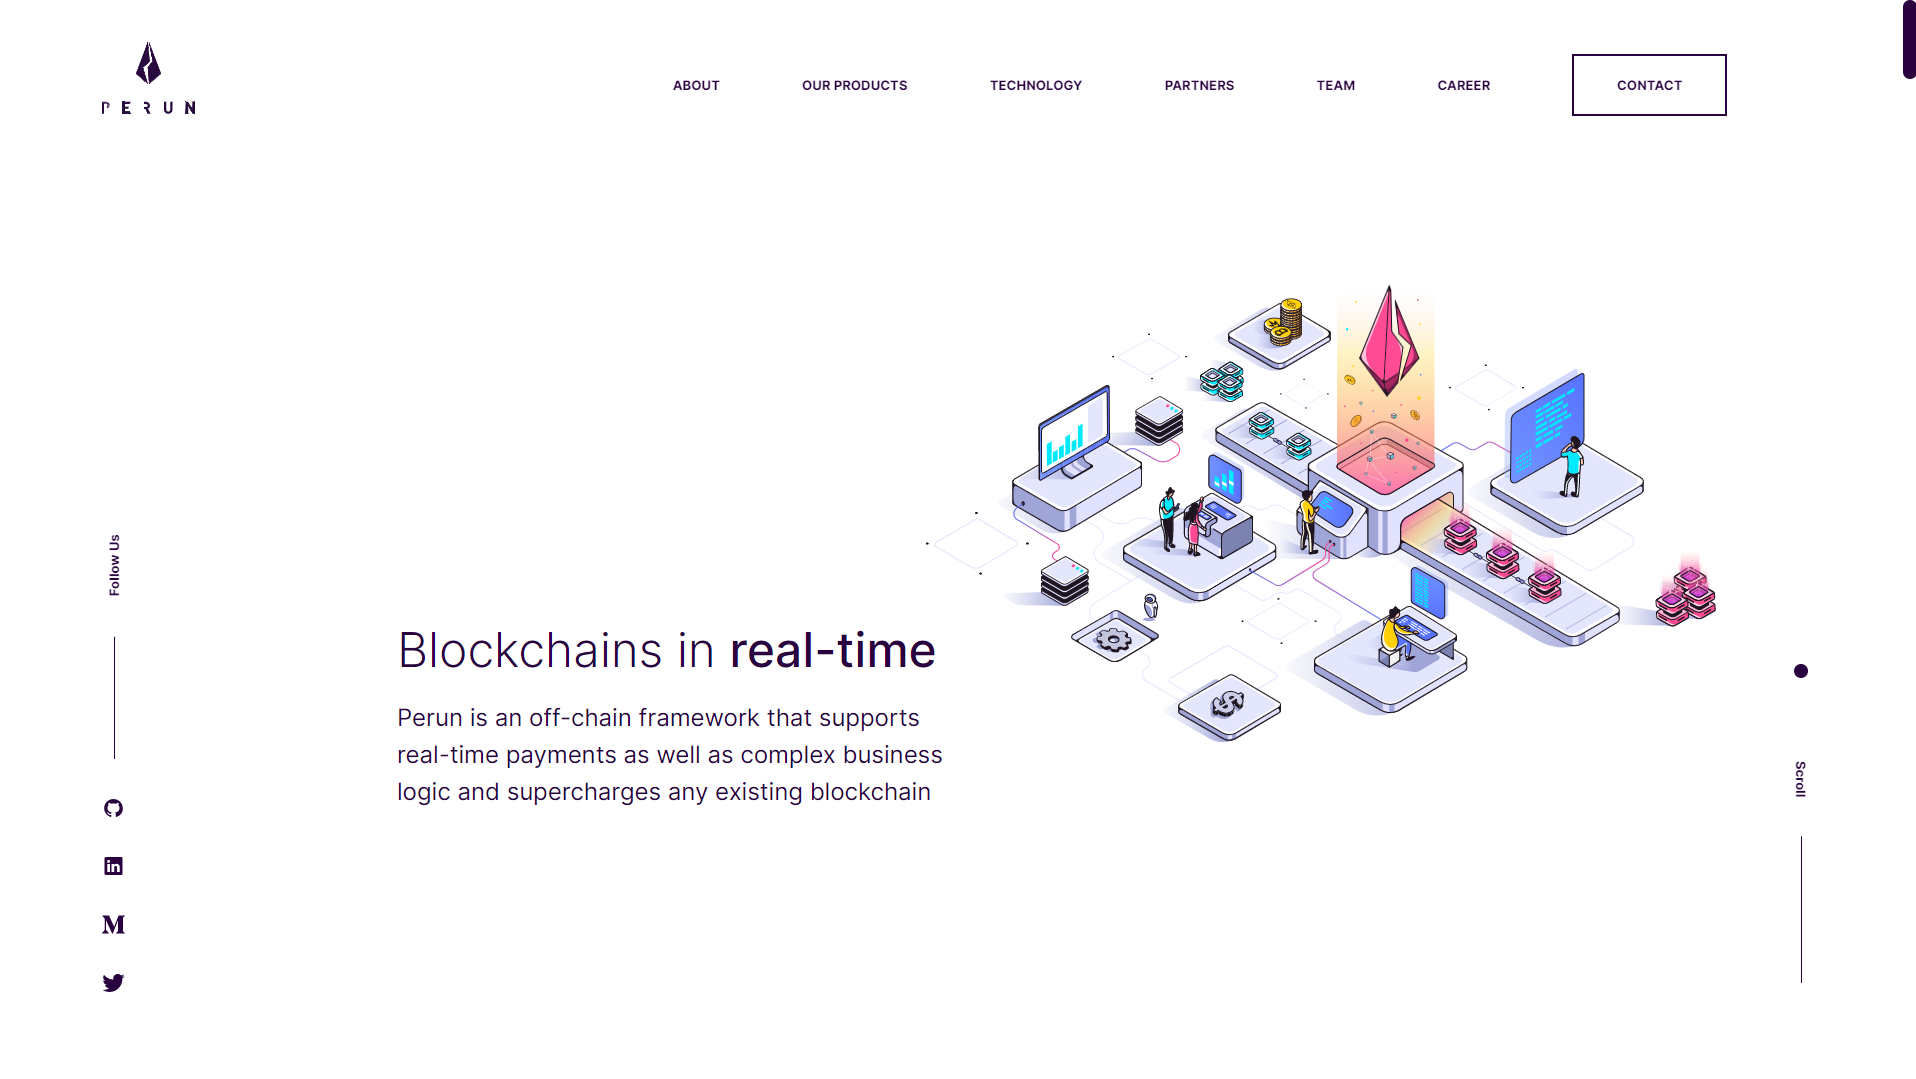 PERUN
ABOUT
OUR PRODUCTS
TECHNOLOGY
PARTNERS
TEAM
CAREER
CONTACT
Follow Us
Blockchains in real-time
Perun is an off-chain framework that supports
real-time payments as well as complex business
logic and supercharges any existing blockchain
Scroll